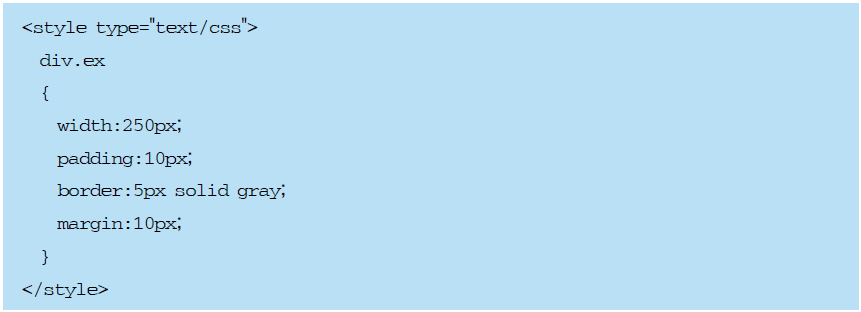 <style type="text/css">
div.ex
{
width:250px;
padding:10px;
border:5px solid gray;
margin:10px;
}
</style>